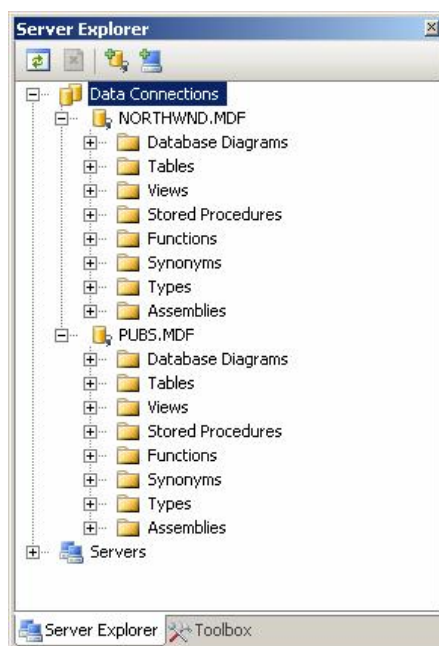 Server Explorer
Data Connections
NORTHWND.MDF
Database Diagrams
Tables
Views
Stored Procedures
Functions
Synonyms
Types
Assemblies
PUBS.MDF
Database Diagrams
Tables
Views
Stored Procedures
Functions
Synonyms
Types
Assemblies
Servers
Server Explorer Toolbox